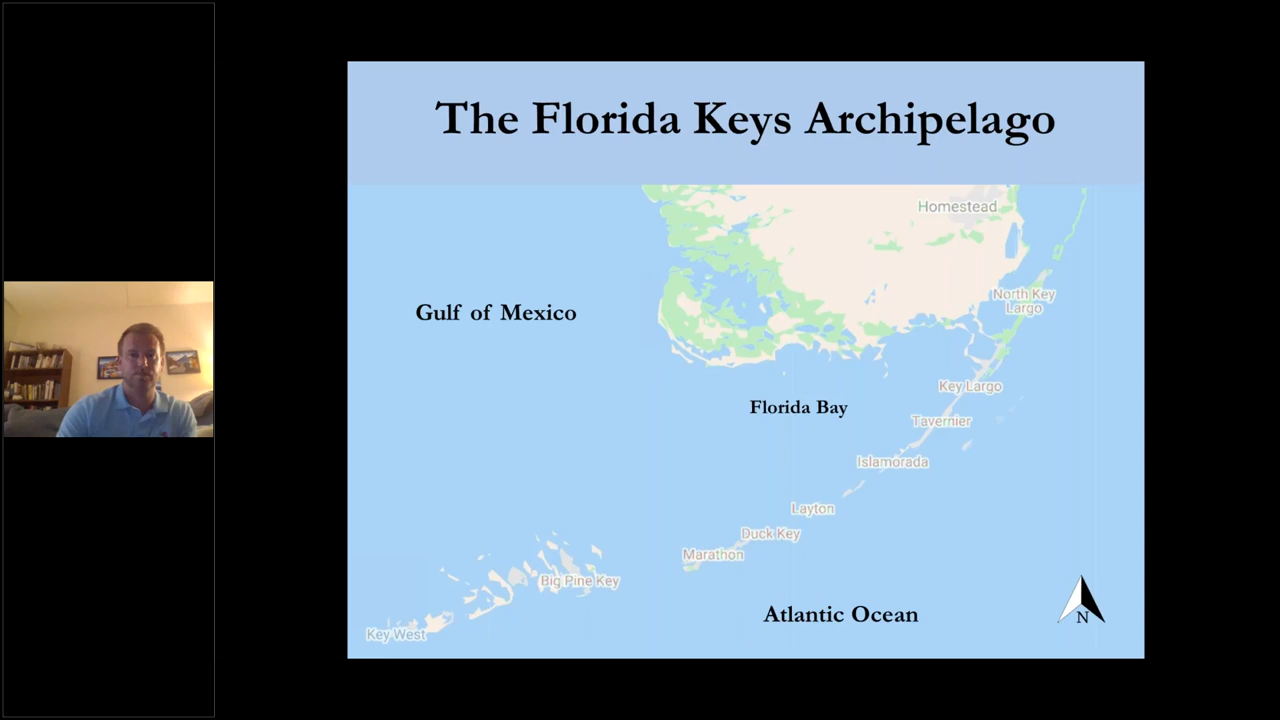 The Florida Keys Archipelago
Homestead
North Key
Largo
Gulf of Mexico
Key Largo
Florida Bay
Tavernier
Islamorada
Layton
Duck Key
Marathon
Big Pine Key
Atlantic Ocean
N
Key West